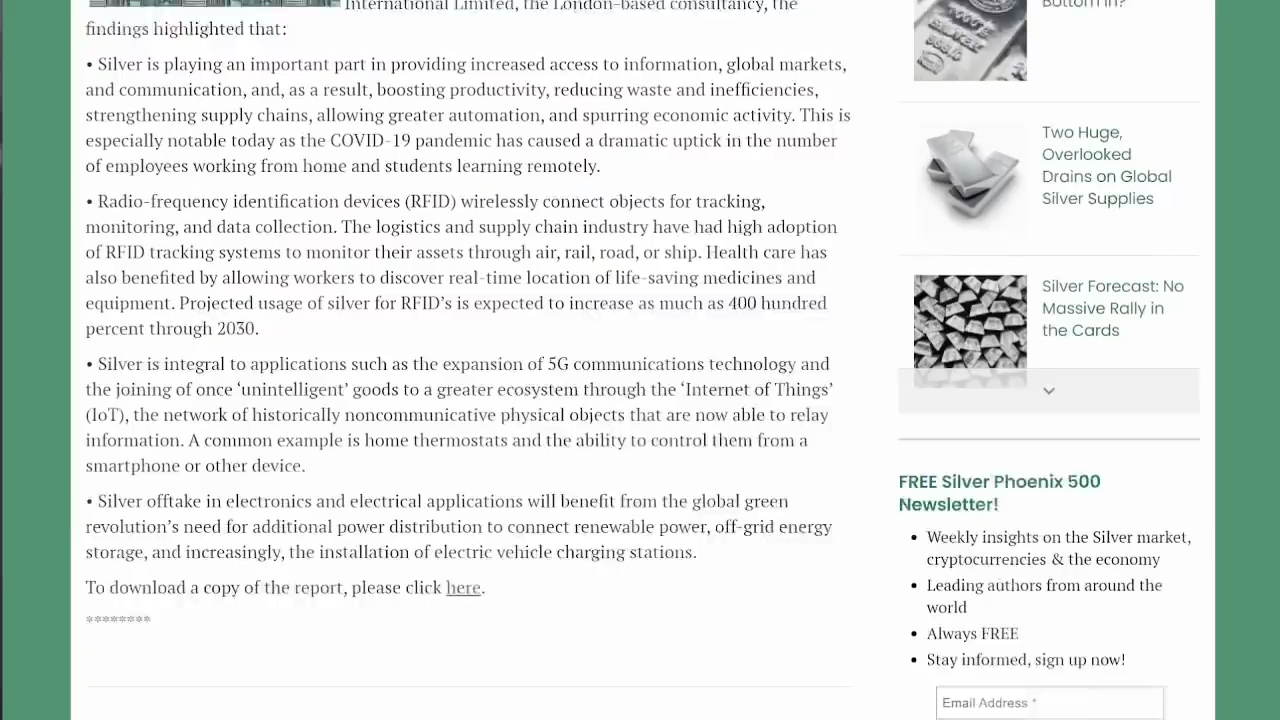 International Limited, the London-based consultancy, the
findings highlighted that:
• Silver is playing an important part in providing increased access to information, global markets,
and communication, and, as a result, boosting productivity, reducing waste and inefficiencies,
strengthening supply chains, allowing greater automation, and spurring economic activity. This is
especially notable today as the COVID-19 pandemic has caused a dramatic uptick in the number
of employees working from home and students learning remotely.
• Radio-frequency identification devices (RFID) wirelessly connect objects for tracking,
monitoring, and data collection. The logistics and supply chain industry have had high adoption
of RFID tracking systems to monitor their assets through air, rail, road, or ship. Health care has
also benefited by allowing workers to discover real-time location of life-saving medicines and
equipment. Projected usage of silver for RFID’s is expected to increase as much as 400 hundred
percent through 2030.
• Silver is integral to applications such as the expansion of 5G communications technology and
the joining of once ‘unintelligent’ goods to a greater ecosystem through the ‘Internet of Things’
(IoT), the network of historically noncommunicative physical objects that are now able to relay
information. A common example is home thermostats and the ability to control them from a
smartphone or other device.
• Silver offtake in electronics and electrical applications will benefit from the global green
revolution’s need for additional power distribution to connect renewable power, off-grid energy
storage, and increasingly, the installation of electric vehicle charging stations.
To download a copy of the report, please click here.
********
Bottom In?
Two Huge,
Overlooked
Drains on Global
Silver Supplies
Silver Forecast: No
Massive Rally in
the Cards
FREE Silver Phoenix 500
Newsletter!
• Weekly insights on the Silver market,
cryptocurrencies & the economy
• Leading authors from around the
world
• Always FREE
• Stay informed, sign up now!
Email Address *